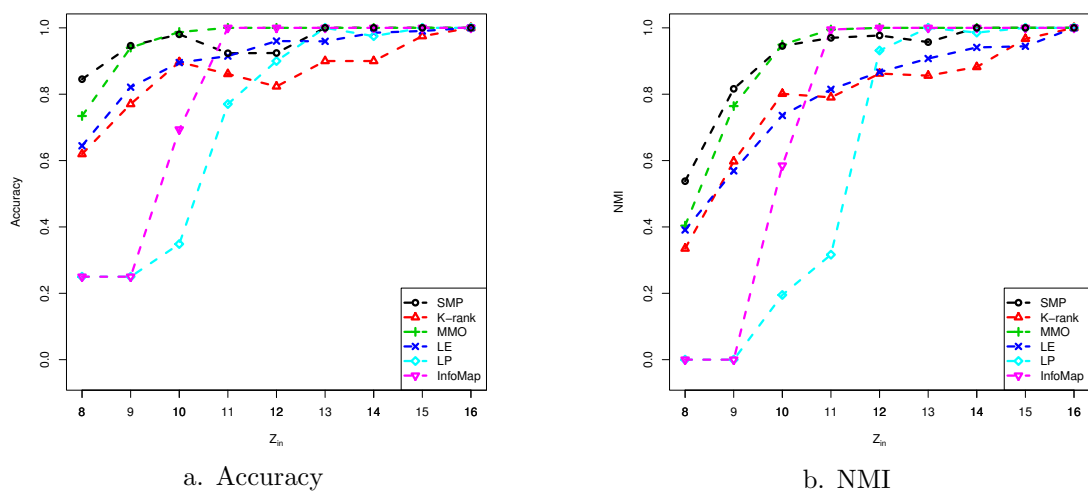 1.0
0.8
0.6
0.4
0.2
0.0
Accuracy
8 9 10 11 12 13 14 15 16
Z_in
SMP
K−rank
MMO
LE
LP
InfoMap
a. Accuracy
1.0
0.8
0.6
0.4
0.2
0.0
NMI
8 9 10 11 12 13 14 15 16
Z_in
SMP
K−rank
MMO
LE
LP
InfoMap
b. NMI